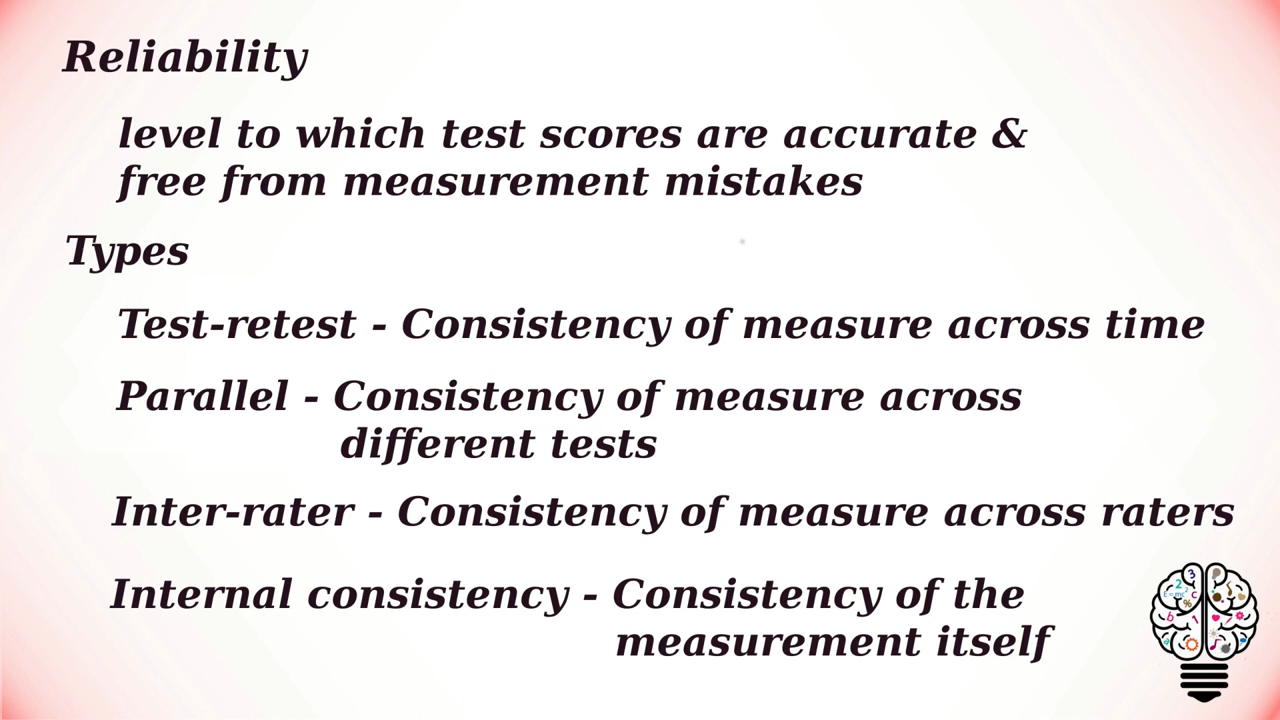 Reliability
level to which test scores are accurate &
free from measurement mistakes
Types
Test-retest - Consistency of measure across time
Parallel - Consistency of measure across
different tests
Inter-rater - Consistency of measure across raters
Internal consistency - Consistency of the
measurement itself